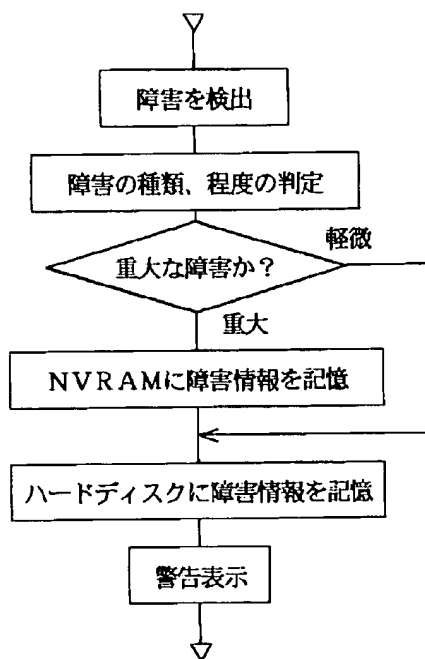 障害を検出
障害の種類、程度の判定
軽微
重大な障害か？
重大
ＮＶＲＡＭに障害情報を記憶
ハードディスクに障害情報を記憶
警告表示